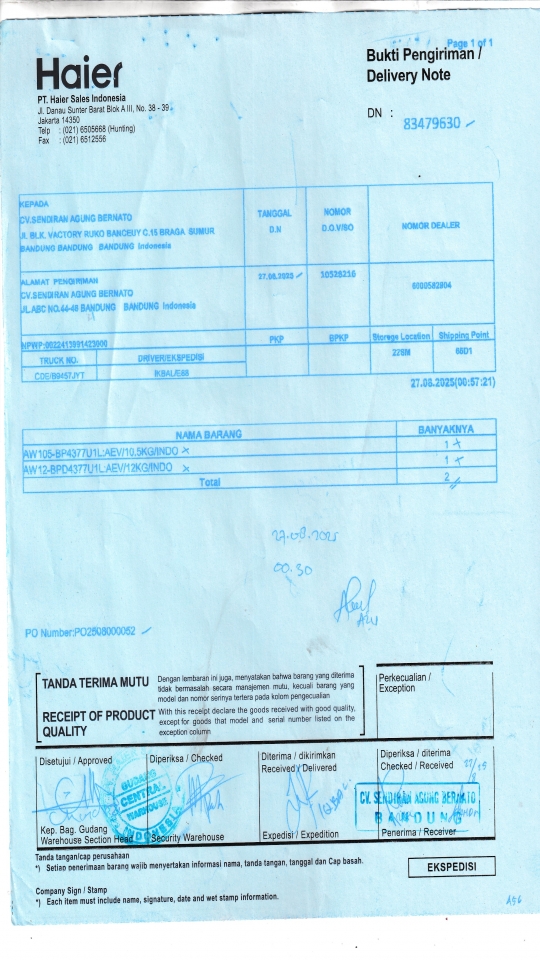 Page 1 of 1
Haier
Bukti Pengiriman /
Delivery Note
PT. Haier Sales Indonesia
Jl. Danau Sunter Barat Blok A III, No. 38 - 39
Jakarta 14350
Telp : (021) 6505668 (Hunting)
Fax : (021) 6512556
DN : 83479630
KEPADA
CV.SENDIRAN AGUNG BERNATO
JL.BLK. VACTORY RUKO BANCEUY C.15 BRAGA SUMUR
BANDUNG BANDUNG BANDUNG Indonesia
TANGGAL
D.N
NOMOR
D.O.V/SO
NOMOR DEALER
ALAMAT PENGIRIMAN
CV.SENDIRAN AGUNG BERNATO
JL.ABC NO.44-46 BANDUNG BANDUNG Indonesia
27.08.2025
NPWP:0022413991423000
PKP
BPKP
Storege Location
Shipping Point
TRUCK NO.
DRIVER/EKSPEDISI
226M
68D1
CDE/B9457JYT
IKBAL/E88
27.08.2025(00:57:21)
NAMA BARANG
BANYAKNYA
AW105-BP4377U1L:AEV/10,5KG/INDO
1
AW12-BPD4377U1L:AEV/12KG/INDO
1
Total
2
27.08.2025
00.30
PO Number:PO2508000052
TANDA TERIMA MUTU
Dengan lembaran ini juga, menyatakan bahwa barang yang diterima
tidak bermasalah secara manajemen mutu, kecuali barang yang
model dan nomor serinya tertera pada kolom pengecualian
RECEIPT OF PRODUCT
QUALITY
With this receipt declare the goods received with good quality,
except for goods that model and serial number listed on the
exception column
Perkecualian /
Exception
Disetujui / Approved
Diperiksa / Checked
Diterima / dikirimkan
Received / Delivered
Diperiksa / diterima
Checked / Received
GUDANG
CENTRAL
WAREHOUSE
INDONESIA
CV. SENDIRAN AGUNG BERNATO
BANDUNG
Kep. Bag. Gudang
Warehouse Section Head
Security Warehouse
Expedisi / Expedition
Penerima / Receiver
Tanda tangan/cap perusahaan
*) Setian penerimaan barang wajib menyertakan informasi nama, tanda tangan, tanggal dan Cap basah.
EKSPEDISI
Company Sign / Stamp
*) Each item must include name, signature, date and wet stamp information.